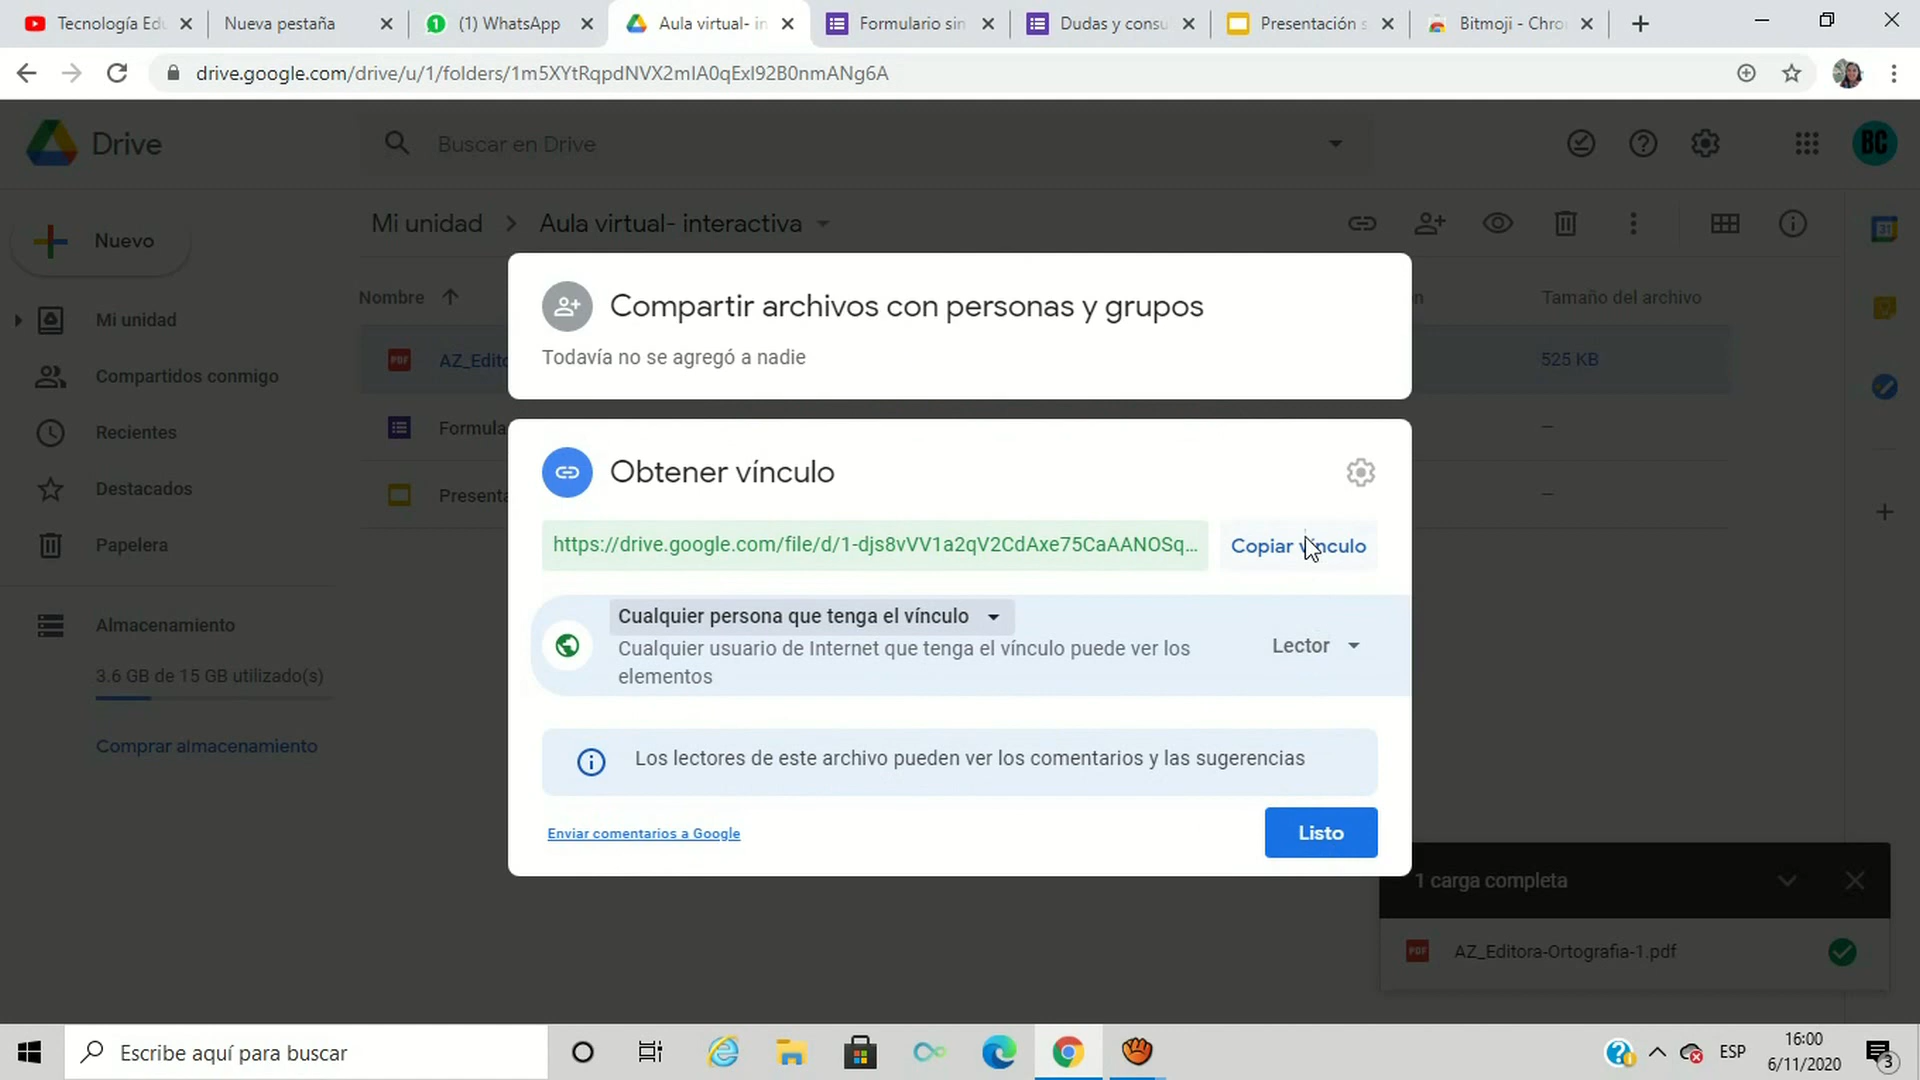 Tecnología Edu
Nueva pestaña
(1) WhatsApp
Aula virtual- in
Formulario sin
Dudas y consu
Presentación s
Bitmoji - Chro
drive.google.com/drive/u/1/folders/1m5XYtRqpdNVX2mIA0qExI92B0nmANg6A
Drive
Buscar en Drive
BC
Nuevo
Mi unidad
Aula virtual- interactiva
31
Nombre
Tamaño del archivo
Mi unidad
Compartidos conmigo
Recientes
Destacados
Papelera
Almacenamiento
3.6 GB de 15 GB utilizado(s)
Comprar almacenamiento
PDF
AZ_Edito
525 KB
Formula
Presenta
Compartir archivos con personas y grupos
Todavía no se agregó a nadie
Obtener vínculo
https://drive.google.com/file/d/1-djs8vVV1a2qV2CdAxe75CaAANOSq...
Copiar vínculo
Cualquier persona que tenga el vínculo
Cualquier usuario de Internet que tenga el vínculo puede ver los
elementos
Lector
Los lectores de este archivo pueden ver los comentarios y las sugerencias
Enviar comentarios a Google
Listo
1 carga completa
PDF
AZ_Editora-Ortografia-1.pdf
Escribe aquí para buscar
ESP
16:00
6/11/2020
3